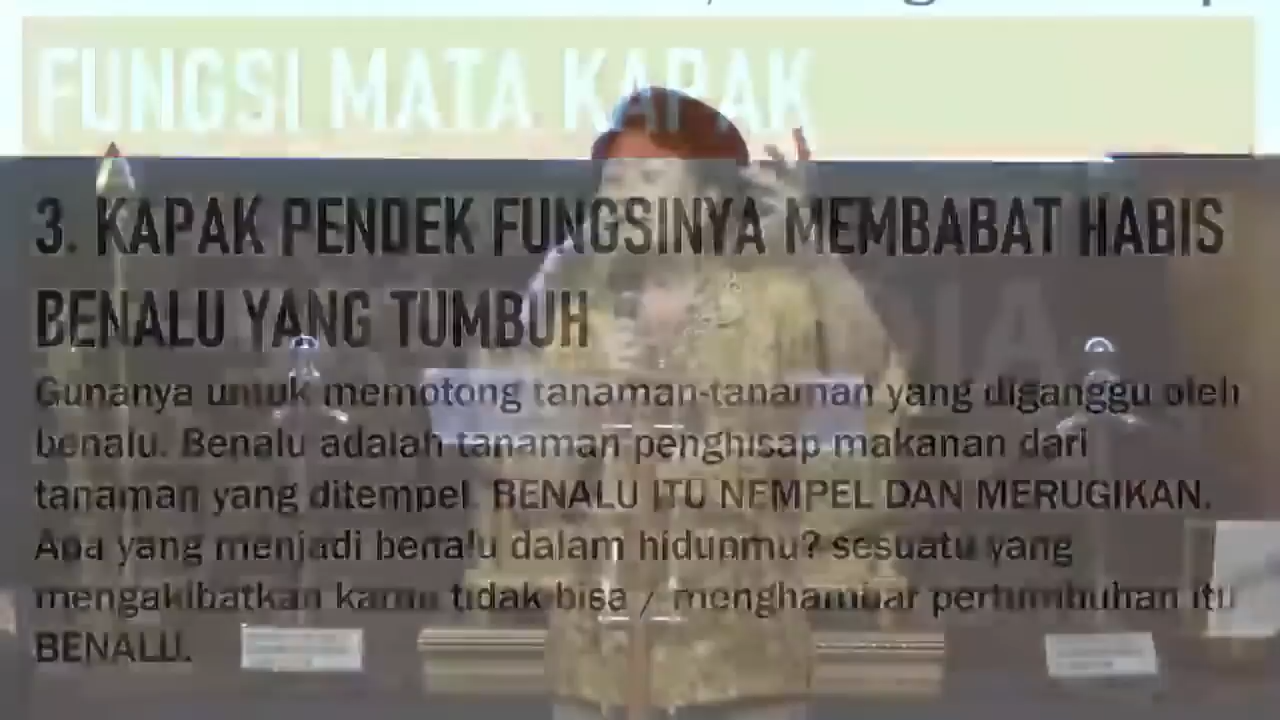 FUNGSI MATA KAPAK
3. KAPAK PENDEK FUNGSINYA MEMBABAT HABIS
BENALU YANG TUMBUH
Gunanya untuk memotong tanaman-tanaman yang diganggu oleh
benalu. Benalu adalah tanaman penghisap makanan dari
tanaman yang ditempel. BENALU ITU NEMPEL DAN MERUGIKAN.
Apa yang menjadi benalu dalam hidupmu? sesuatu yang
mengakibatkan kamu tidak bisa / menghambar pertumbuhan itu
BENALU.